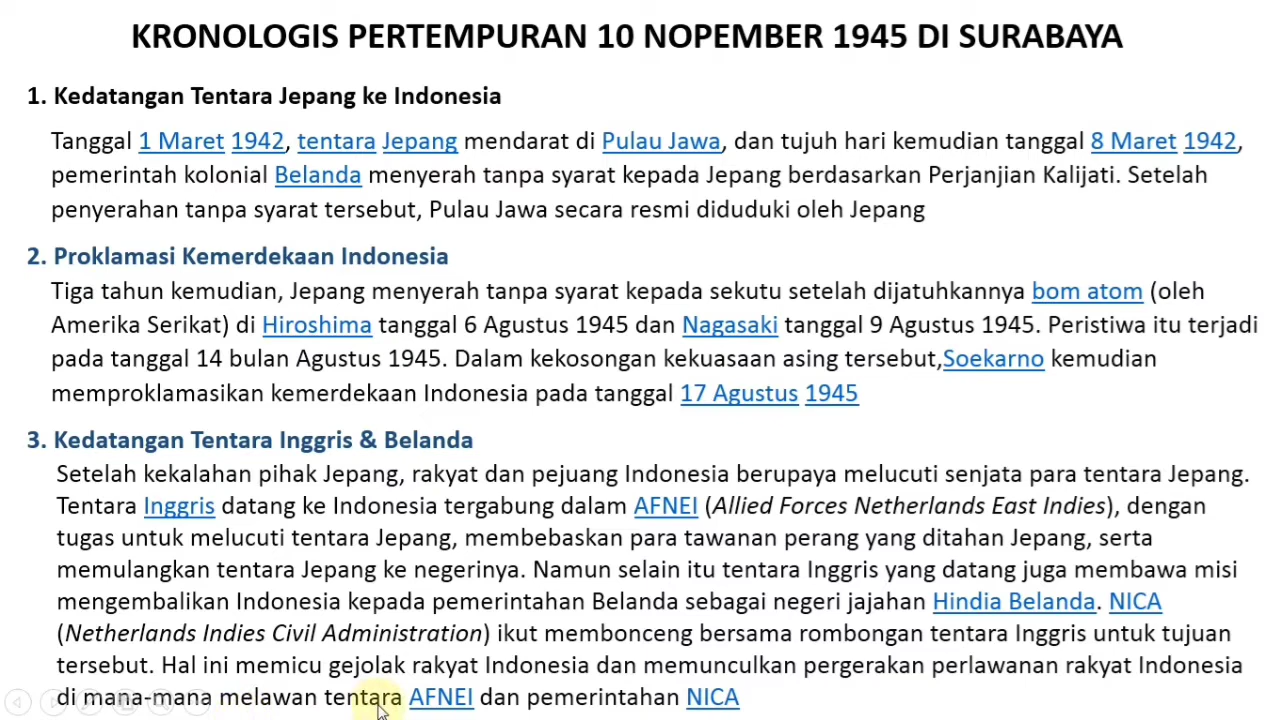 KRONOLOGIS PERTEMPURAN 10 NOPEMBER 1945 DI SURABAYA
1. Kedatangan Tentara Jepang ke Indonesia
Tanggal 1 Maret 1942, tentara Jepang mendarat di Pulau Jawa, dan tujuh hari kemudian tanggal 8 Maret 1942,
pemerintah kolonial Belanda menyerah tanpa syarat kepada Jepang berdasarkan Perjanjian Kalijati. Setelah
penyerahan tanpa syarat tersebut, Pulau Jawa secara resmi diduduki oleh Jepang
2. Proklamasi Kemerdekaan Indonesia
Tiga tahun kemudian, Jepang menyerah tanpa syarat kepada sekutu setelah dijatuhkannya bom atom (oleh
Amerika Serikat) di Hiroshima tanggal 6 Agustus 1945 dan Nagasaki tanggal 9 Agustus 1945. Peristiwa itu terjadi
pada tanggal 14 bulan Agustus 1945. Dalam kekosongan kekuasaan asing tersebut,Soekarno kemudian
memproklamasikan kemerdekaan Indonesia pada tanggal 17 Agustus 1945
3. Kedatangan Tentara Inggris & Belanda
Setelah kekalahan pihak Jepang, rakyat dan pejuang Indonesia berupaya melucuti senjata para tentara Jepang.
Tentara Inggris datang ke Indonesia tergabung dalam AFNEI (Allied Forces Netherlands East Indies), dengan
tugas untuk melucuti tentara Jepang, membebaskan para tawanan perang yang ditahan Jepang, serta
memulangkan tentara Jepang ke negerinya. Namun selain itu tentara Inggris yang datang juga membawa misi
mengembalikan Indonesia kepada pemerintahan Belanda sebagai negeri jajahan Hindia Belanda. NICA
(Netherlands Indies Civil Administration) ikut membonceng bersama rombongan tentara Inggris untuk tujuan
tersebut. Hal ini memicu gejolak rakyat Indonesia dan memunculkan pergerakan perlawanan rakyat Indonesia
di mana-mana melawan tentara AFNEI dan pemerintahan NICA